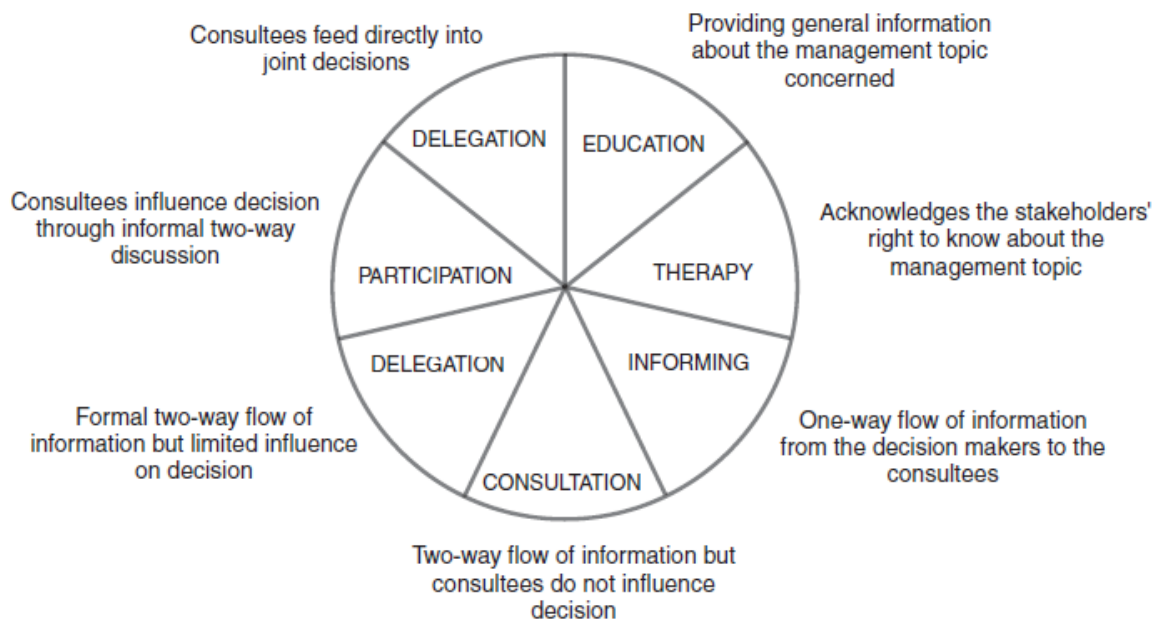 Consultees feed directly into
joint decisions
Providing general information
about the management topic
concerned
DELEGATION
EDUCATION
Consultees influence decision
through informal two-way
discussion
Acknowledges the stakeholders'
right to know about the
management topic
PARTICIPATION
THERAPY
DELEGATION
INFORMING
Formal two-way flow of
information but limited influence
on decision
One-way flow of information
from the decision makers to the
consultees
CONSULTATION
Two-way flow of information but
consultees do not influence
decision